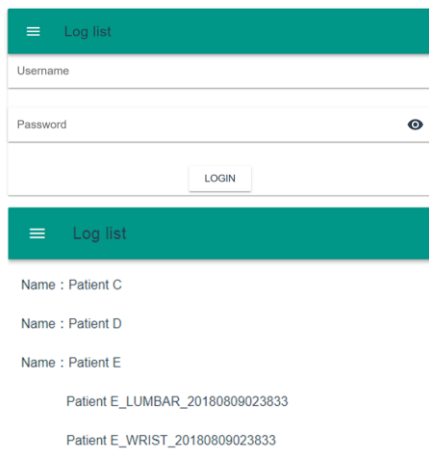 Log list
Username
Password
LOGIN
Log list
Name : Patient C
Name : Patient D
Name : Patient E
Patient E_LUMBAR_20180809023833
Patient E_WRIST_20180809023833